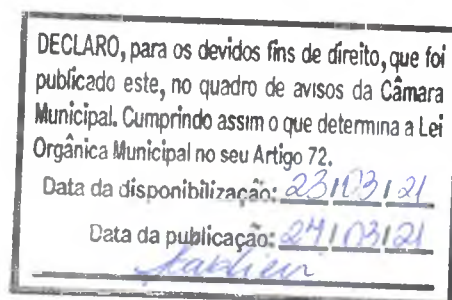 DECLARO, para os devidos fins de direito, que foi
publicado este, no quadro de avisos da Câmara
Municipal. Cumprindo assim o que determina a Lei
Orgânica Municipal no seu Artigo 72.
Data da disponibilização: 23/03/21
Data da publicação: 24/03/21